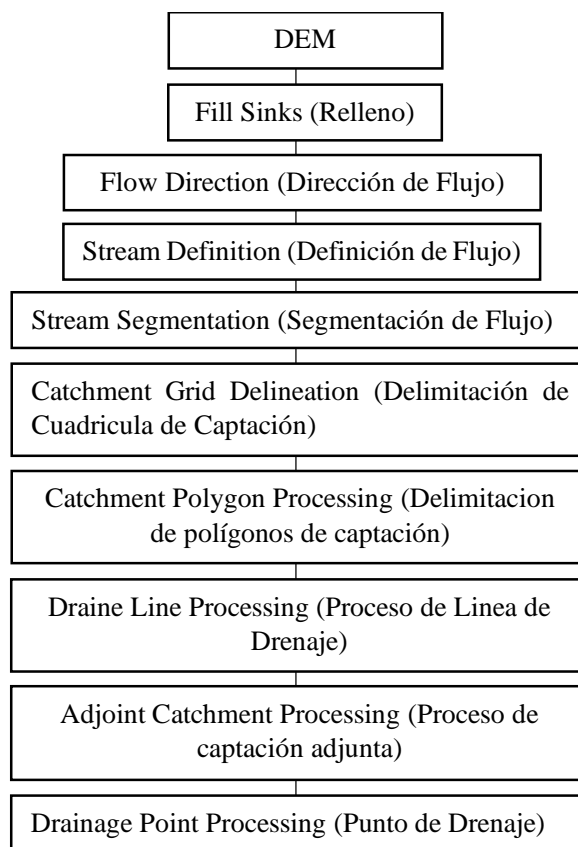 DEM
Fill Sinks (Relleno)
Flow Direction (Dirección de Flujo)
Stream Definition (Definición de Flujo)
Stream Segmentation (Segmentación de Flujo)
Catchment Grid Delineation (Delimitación de
Cuadricula de Captación)
Catchment Polygon Processing (Delimitacion
de polígonos de captación)
Draine Line Processing (Proceso de Linea de
Drenaje)
Adjoint Catchment Processing (Proceso de
captación adjunta)
Drainage Point Processing (Punto de Drenaje)